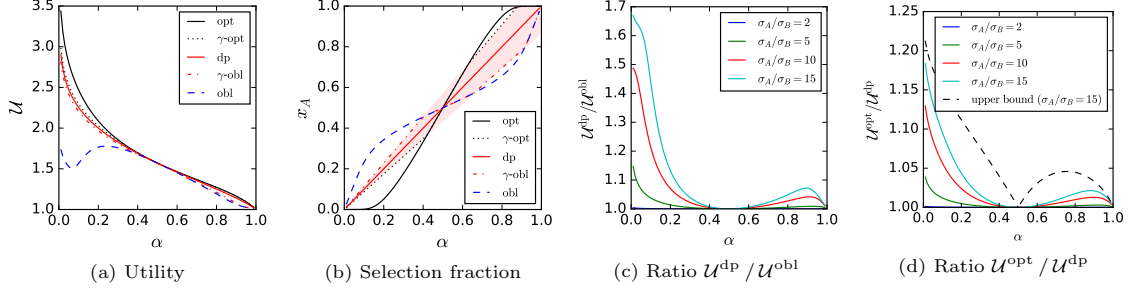 3.5
3.0
2.5
2.0
1.5
1.0
𝒰
0.0 0.2 0.4 0.6 0.8 1.0
α
opt
γ-opt
dp
γ-obl
obl
(a) Utility
1.0
0.8
0.6
0.4
0.2
0.0
x_A
0.0 0.2 0.4 0.6 0.8 1.0
α
opt
γ-opt
dp
γ-obl
obl
(b) Selection fraction
1.7
1.6
1.5
1.4
1.3
1.2
1.1
1.0
𝒰^dp/𝒰^obl
0.0 0.2 0.4 0.6 0.8 1.0
α
σ_A/σ_B = 2
σ_A/σ_B = 5
σ_A/σ_B = 10
σ_A/σ_B = 15
(c) Ratio 𝒰^dp / 𝒰^obl
1.25
1.20
1.15
1.10
1.05
1.00
𝒰^opt/𝒰^dp
0.0 0.2 0.4 0.6 0.8 1.0
α
σ_A/σ_B = 2
σ_A/σ_B = 5
σ_A/σ_B = 10
σ_A/σ_B = 15
upper bound (σ_A/σ_B = 15)
(d) Ratio 𝒰^opt / 𝒰^dp